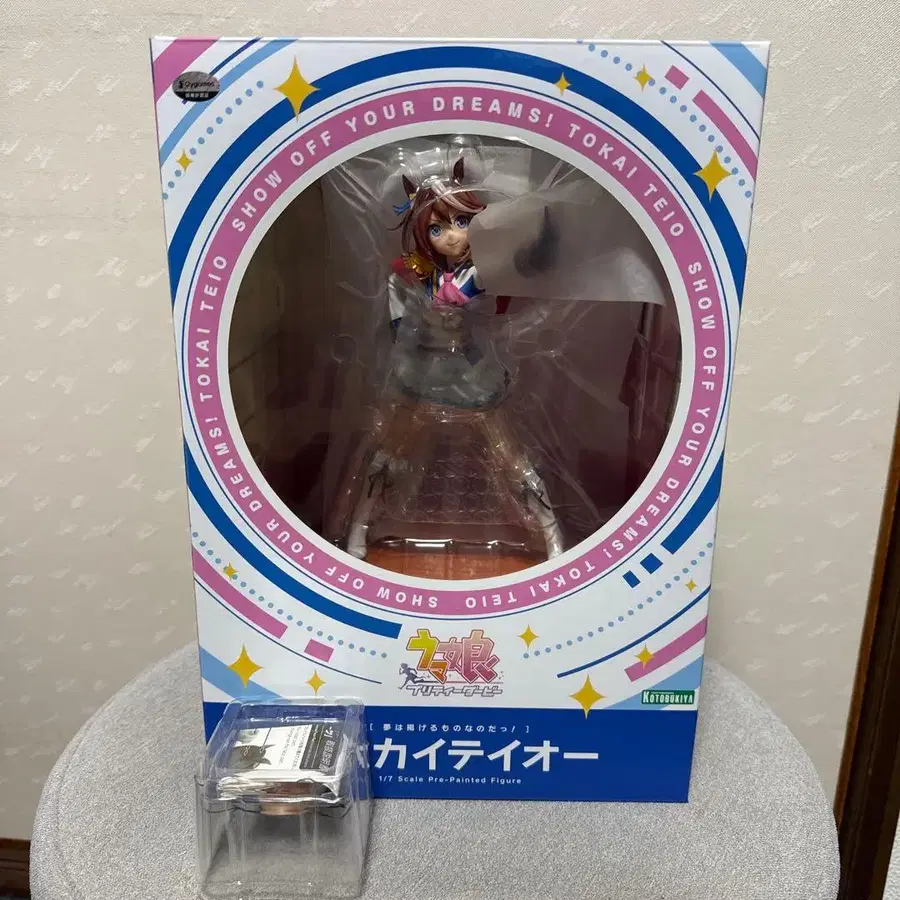 Cygames
SHOW OFF YOUR DREAMS! TOKAI TEIO SHOW OFF YOUR DREAMS! TOKAI TEIO SHOW OFF YOUR DREAMS! TOKAI TEIO
ウマ娘
プリティーダービー
KOTOBUKIYA
[ 夢は掲げるものなのだっ! ]
カイテイオー
1/7 Scale Pre-Painted Figure